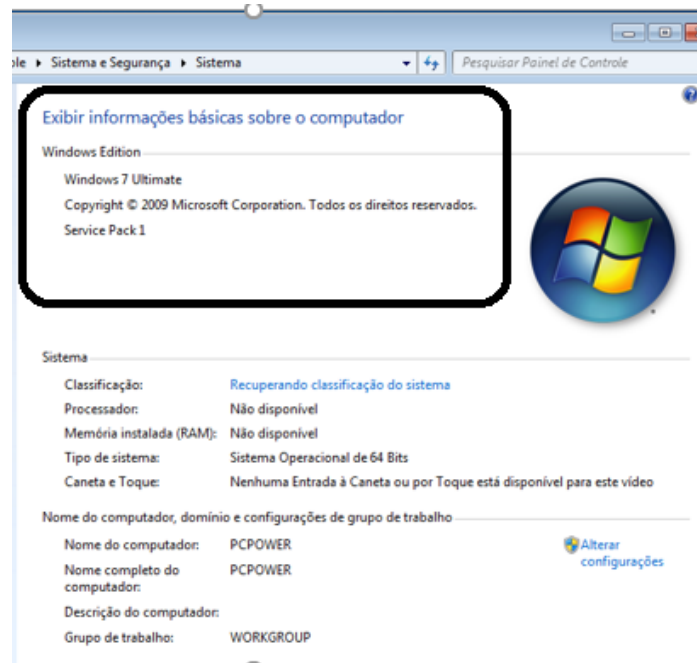 le ▸ Sistema e Segurança ▸ Sistema
Pesquisar Painel de Controle
Exibir informações básicas sobre o computador
Windows Edition
Windows 7 Ultimate
Copyright © 2009 Microsoft Corporation. Todos os direitos reservados.
Service Pack 1
Sistema
Classificação: Recuperando classificação do sistema
Processador: Não disponível
Memória instalada (RAM): Não disponível
Tipo de sistema: Sistema Operacional de 64 Bits
Caneta e Toque: Nenhuma Entrada à Caneta ou por Toque está disponível para este vídeo
Nome do computador, domínio e configurações de grupo de trabalho
Nome do computador: PCPOWER Alterar
configurações
Nome completo do PCPOWER
computador:
Descrição do computador:
Grupo de trabalho: WORKGROUP